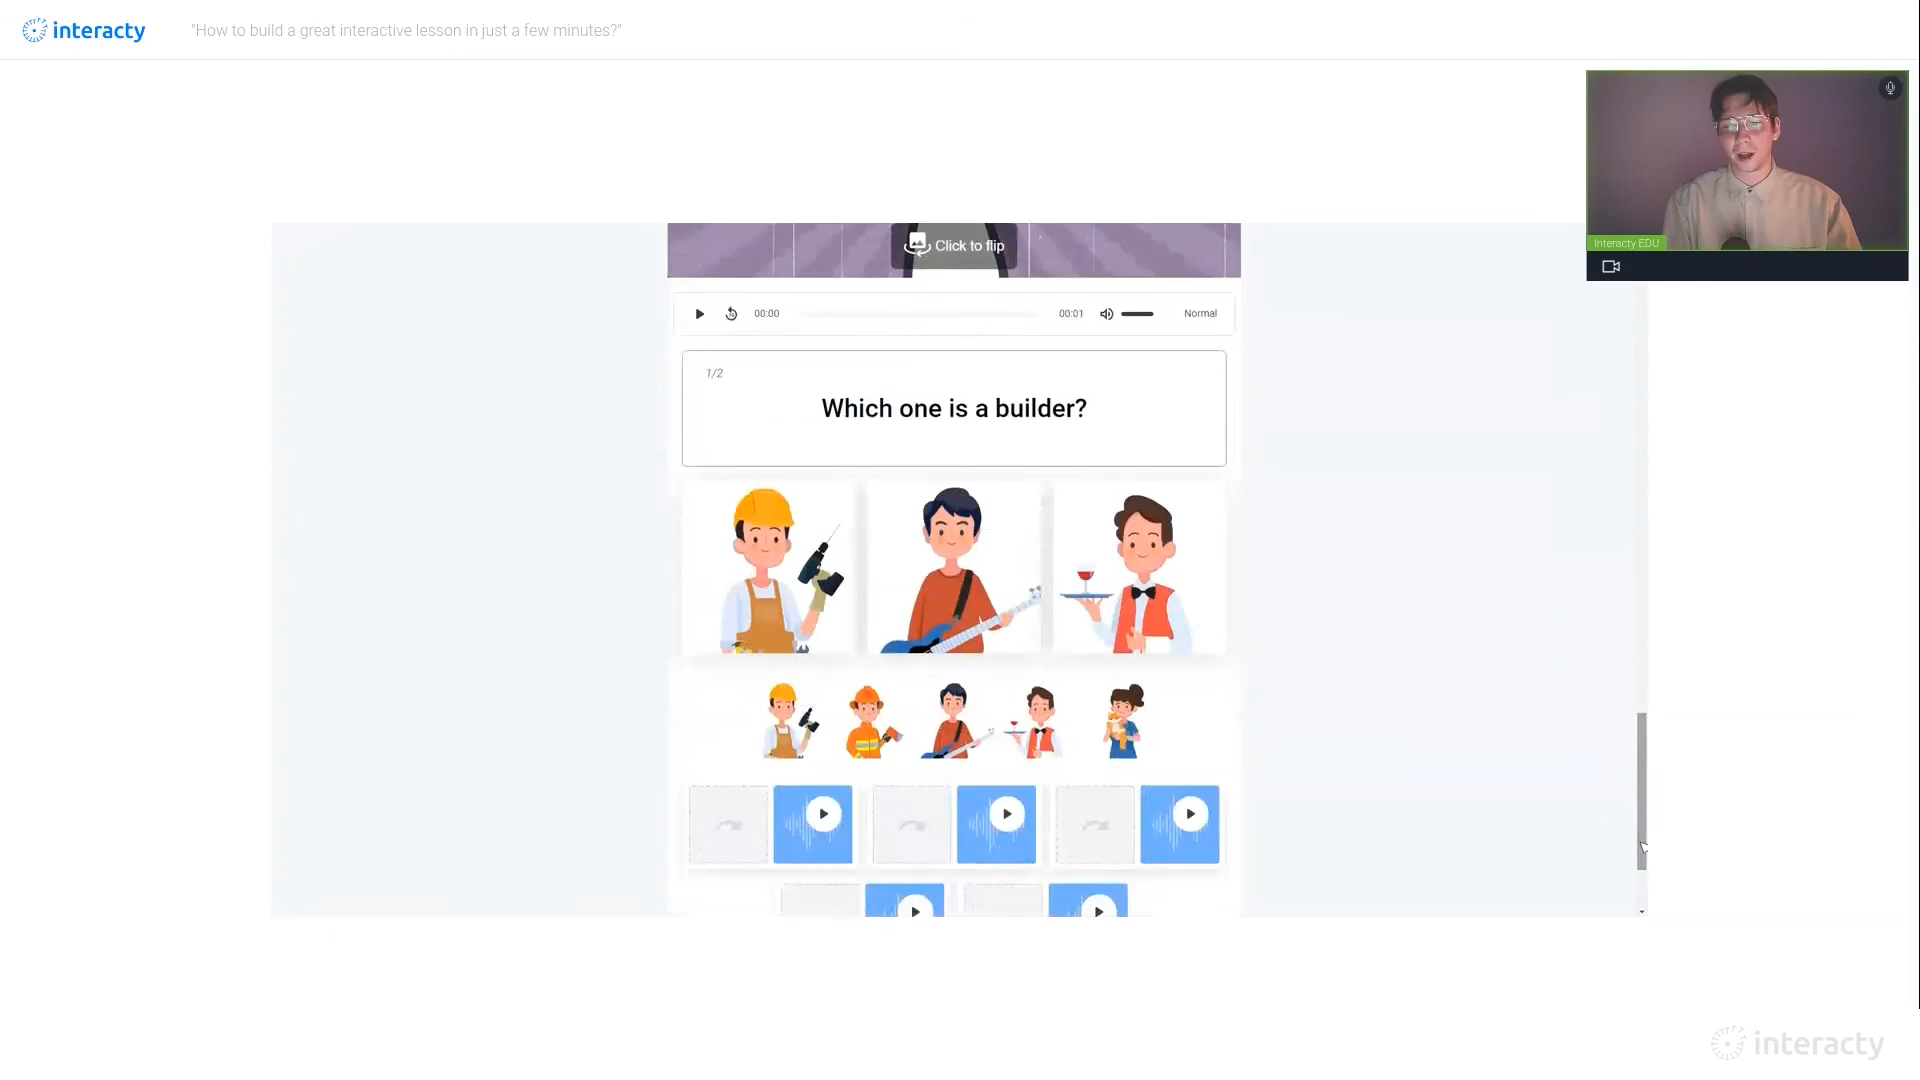 interacty
"How to build a great interactive lesson in just a few minutes?"
Interacty EDU
Click to flip
00:00
00:01
Normal
1/2
Which one is a builder?
interacty